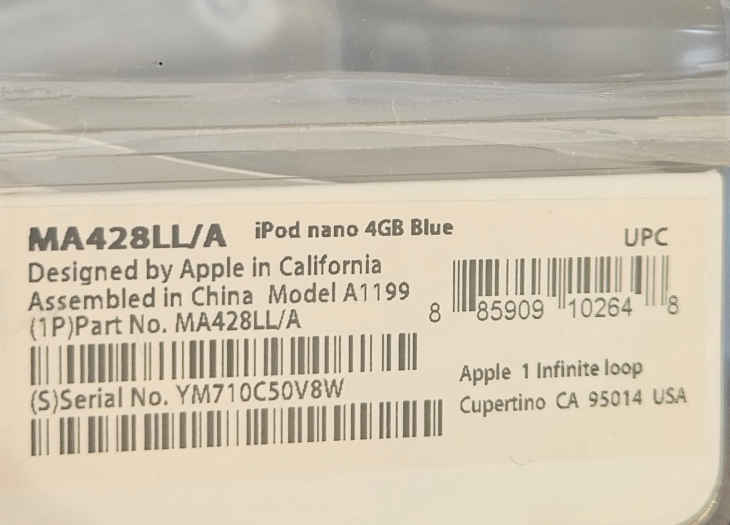 MA428LL/A iPod nano 4GB Blue
Designed by Apple in California
Assembled in China Model A1199
(1P)Part No. MA428LL/A
(S)Serial No. YM710C50V8W
UPC
8 85909 10264 8
Apple 1 Infinite loop
Cupertino CA 95014 USA